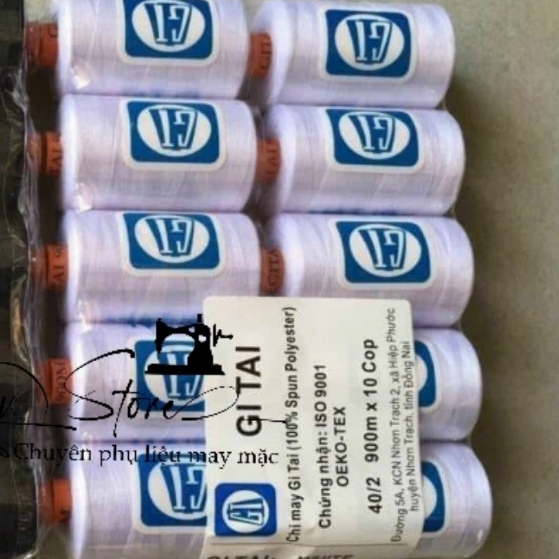 GI TAI
Chỉ may Gi Tai (100% Spun Polyester)
Chứng nhận: ISO 9001
OEKO-TEX
40/2 900m x 10 Cop
Đường 5A, KCN Nhơn Trạch 2, xã Hiệp Phước
huyện Nhơn Trạch, tỉnh Đồng Nai
GI
Store
Chuyên phụ liệu may mặc
WHITE